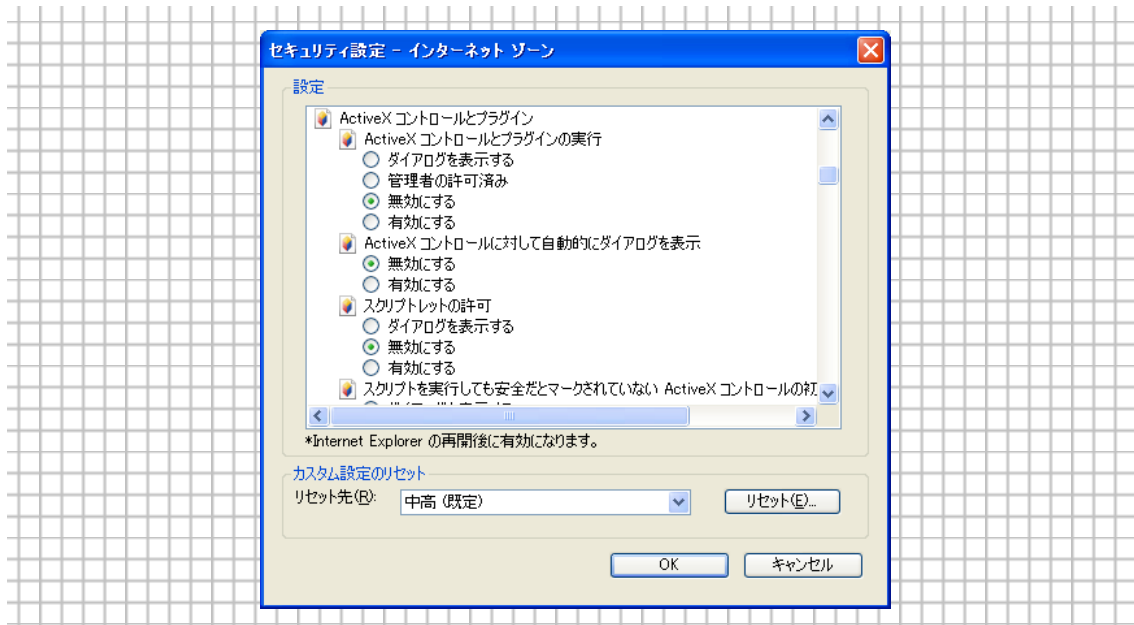 セキュリティ設定 - インターネット ゾーン
設定
ActiveX コントロールとプラグイン
ActiveX コントロールとプラグインの実行
ダイアログを表示する
管理者の許可済み
無効にする
有効にする
ActiveX コントロールに対して自動的にダイアログを表示
無効にする
有効にする
スクリプトレットの許可
ダイアログを表示する
無効にする
有効にする
スクリプトを実行しても安全だとマークされていない ActiveX コントロールの
*Internet Explorer の再開後に有効になります。
カスタム設定のリセット
リセット先(R):
中高 (既定)
リセット(E)...
OK
キャンセル